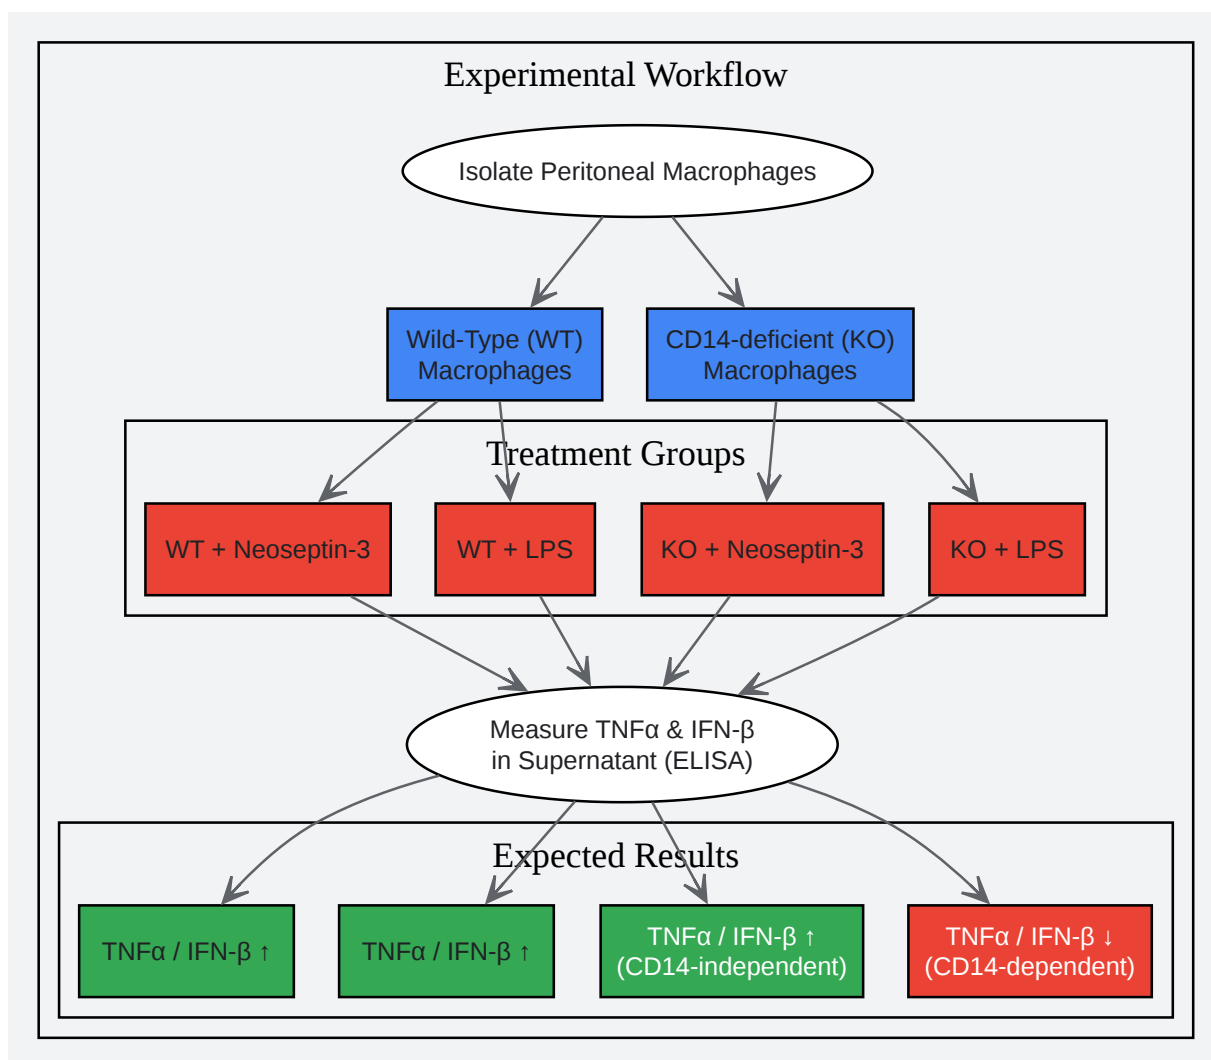 Experimental Workflow
Isolate Peritoneal Macrophages
Wild-Type (WT)
Macrophages
CD14-deficient (KO)
Macrophages
Treatment Groups
WT + Neoseptin-3
WT + LPS
KO + Neoseptin-3
KO + LPS
Measure TNFα & IFN-β
in Supernatant (ELISA)
Expected Results
TNFα / IFN-β ↑
TNFα / IFN-β ↑
TNFα / IFN-β ↑
(CD14-independent)
TNFα / IFN-β ↓
(CD14-dependent)